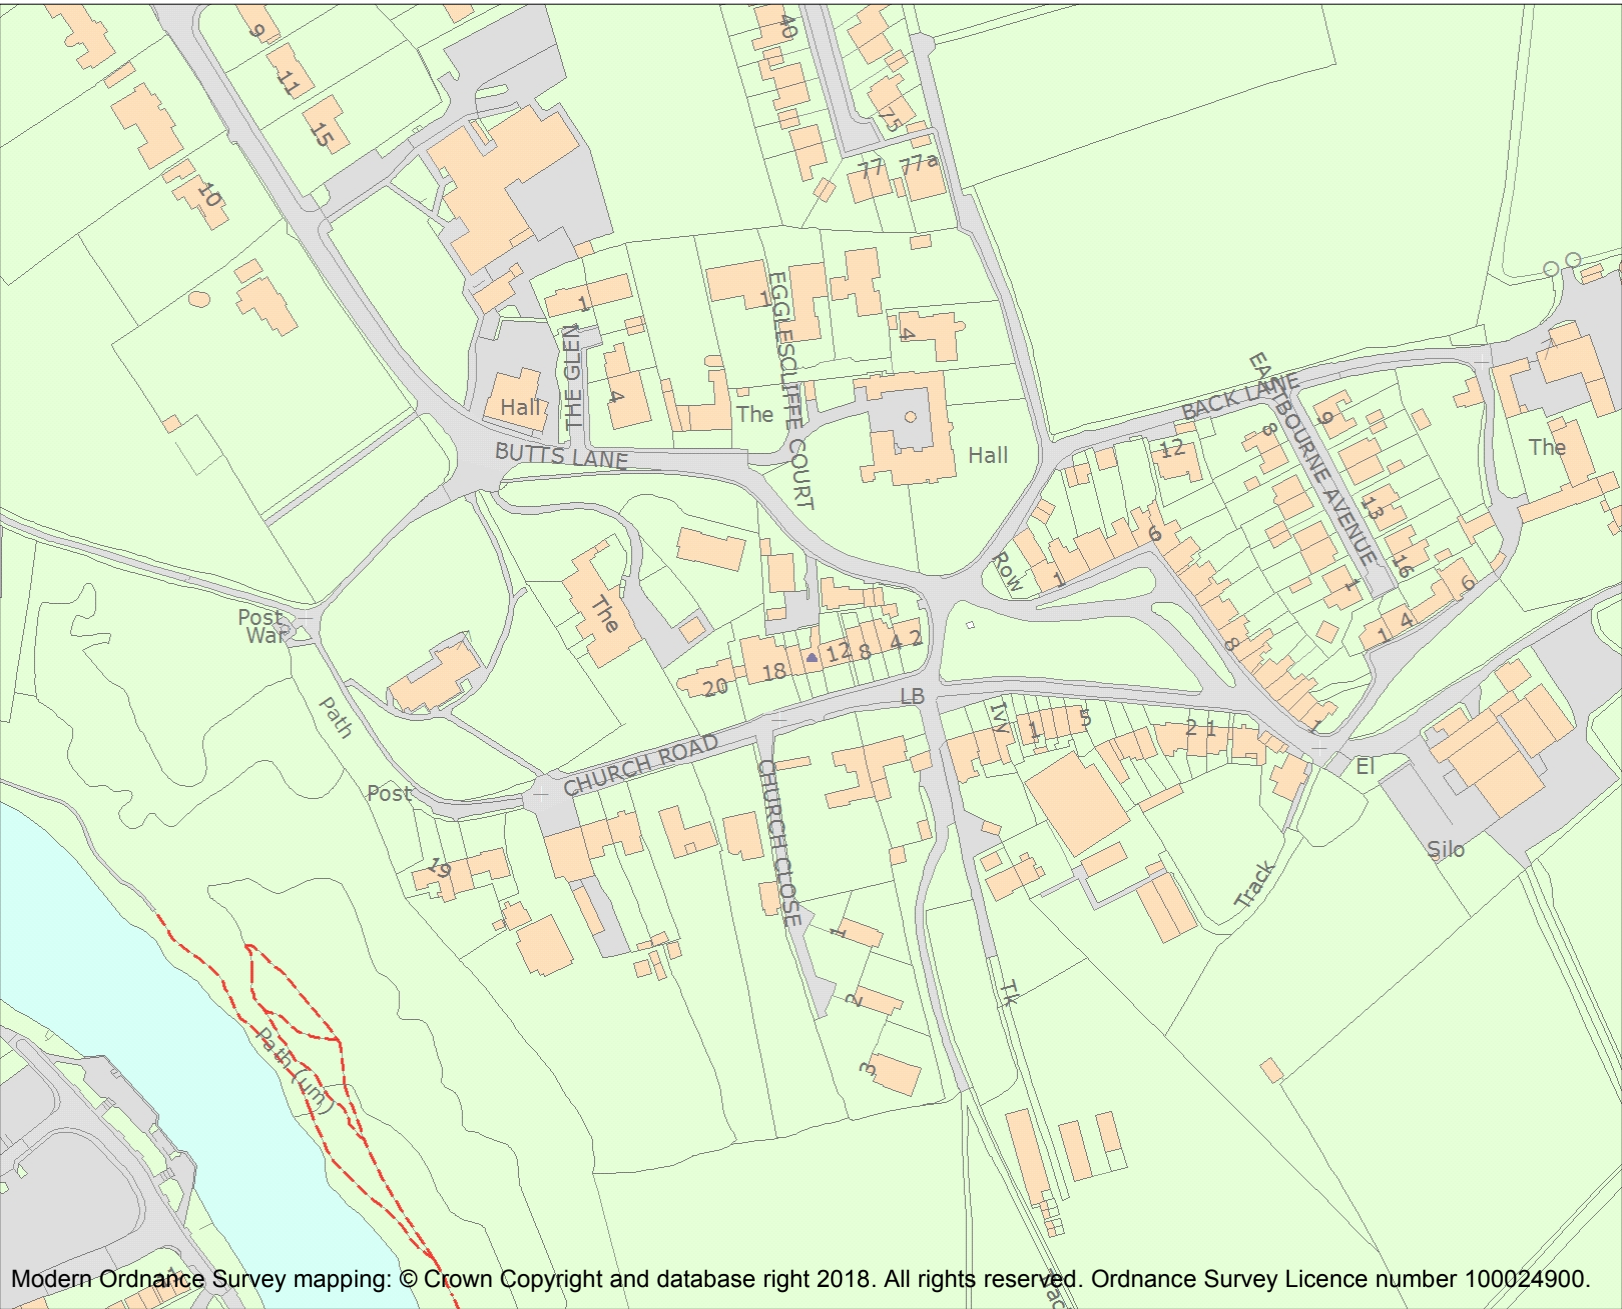 9
40
11
15
75
77
77a
10
1
1
EGGLESCLIFFE COURT
4
THE GLEN
4
Hall
The
BUTTS LANE
Hall
BACK LANE
EASTBOURNE AVENUE
9
8
12
The
13
6
16
1
Row
1
6
4
1
Post
War
The
8
12
8
4
2
18
20
LB
Path
Ivy
1
5
2
1
1
El
CHURCH ROAD
Post
CHURCH CLOSE
Silo
19
Track
1
2
Tk
3
Path (um)
1
Modern Ordnance Survey mapping: © Crown Copyright and database right 2018. All rights reserved. Ordnance Survey Licence number 100024900.